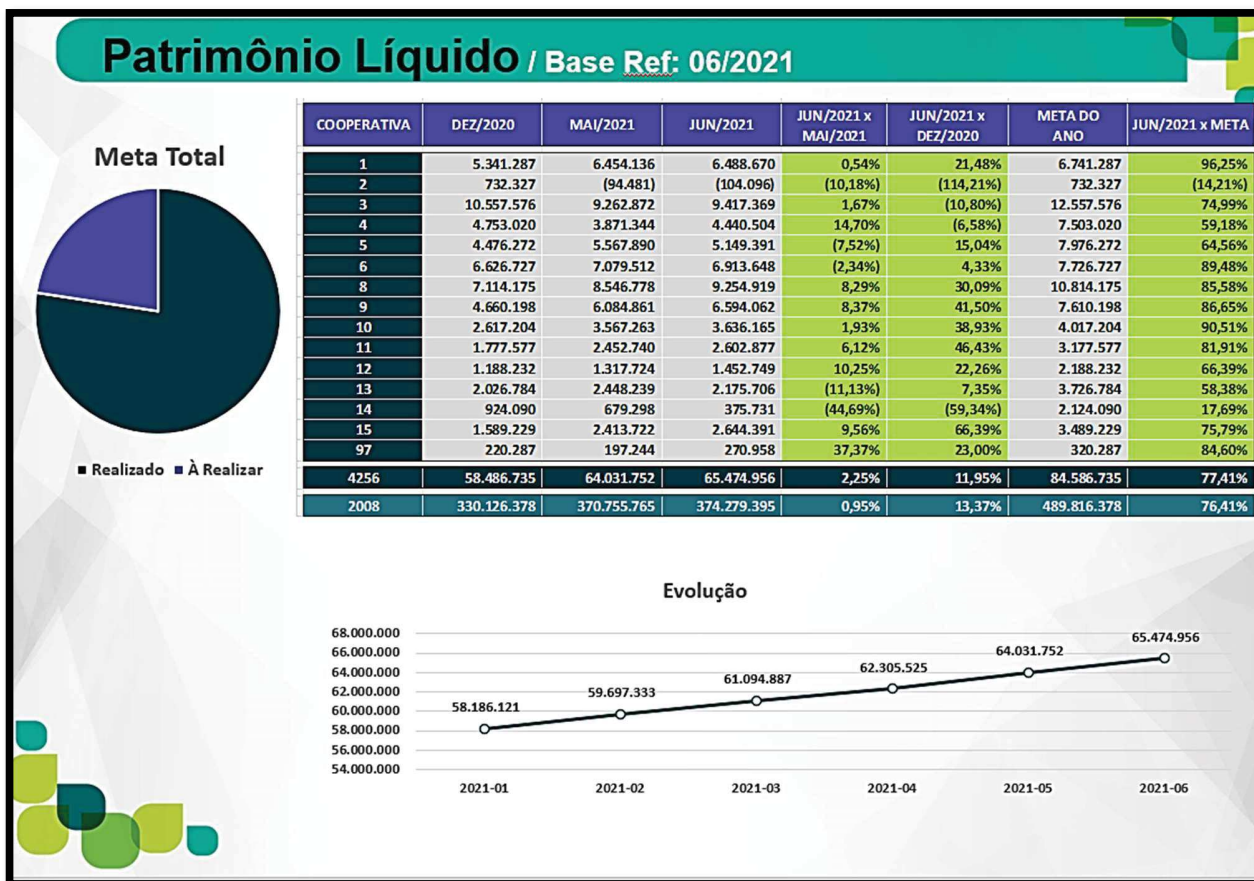 Patrimônio Líquido / Base Ref: 06/2021
Meta Total
Realizado À Realizar
COOPERATIVA DEZ/2020 MAI/2021 JUN/2021 JUN/2021 x MAI/2021 JUN/2021 x DEZ/2020 META DO ANO JUN/2021 x META
1 5.341.287 6.454.136 6.488.670 0,54% 21,48% 6.741.287 96,25%
2 732.327 (94.481) (104.096) (10,18%) (114,21%) 732.327 (14,21%)
3 10.557.576 9.262.872 9.417.369 1,67% (10,80%) 12.557.576 74,99%
4 4.753.020 3.871.344 4.440.504 14,70% (6,58%) 7.503.020 59,18%
5 4.476.272 5.567.890 5.149.391 (7,52%) 15,04% 7.976.272 64,56%
6 6.626.727 7.079.512 6.913.648 (2,34%) 4,33% 7.726.727 89,48%
8 7.114.175 8.546.778 9.254.919 8,29% 30,09% 10.814.175 85,58%
9 4.660.198 6.084.861 6.594.062 8,37% 41,50% 7.610.198 86,65%
10 2.617.204 3.567.263 3.636.165 1,93% 38,93% 4.017.204 90,51%
11 1.777.577 2.452.740 2.602.877 6,12% 46,43% 3.177.577 81,91%
12 1.188.232 1.317.724 1.452.749 10,25% 22,26% 2.188.232 66,39%
13 2.026.784 2.448.239 2.175.706 (11,13%) 7,35% 3.726.784 58,38%
14 924.090 679.298 375.731 (44,69%) (59,34%) 2.124.090 17,69%
15 1.589.229 2.413.722 2.644.391 9,56% 66,39% 3.489.229 75,79%
97 220.287 197.244 270.958 37,37% 23,00% 320.287 84,60%
4256 58.486.735 64.031.752 65.474.956 2,25% 11,95% 84.586.735 77,41%
2008 330.126.378 370.755.765 374.279.395 0,95% 13,37% 489.816.378 76,41%
Evolução
68.000.000
66.000.000
64.000.000
62.000.000
60.000.000
58.000.000
56.000.000
54.000.000
58.186.121 59.697.333 61.094.887 62.305.525 64.031.752 65.474.956
2021-01 2021-02 2021-03 2021-04 2021-05 2021-06